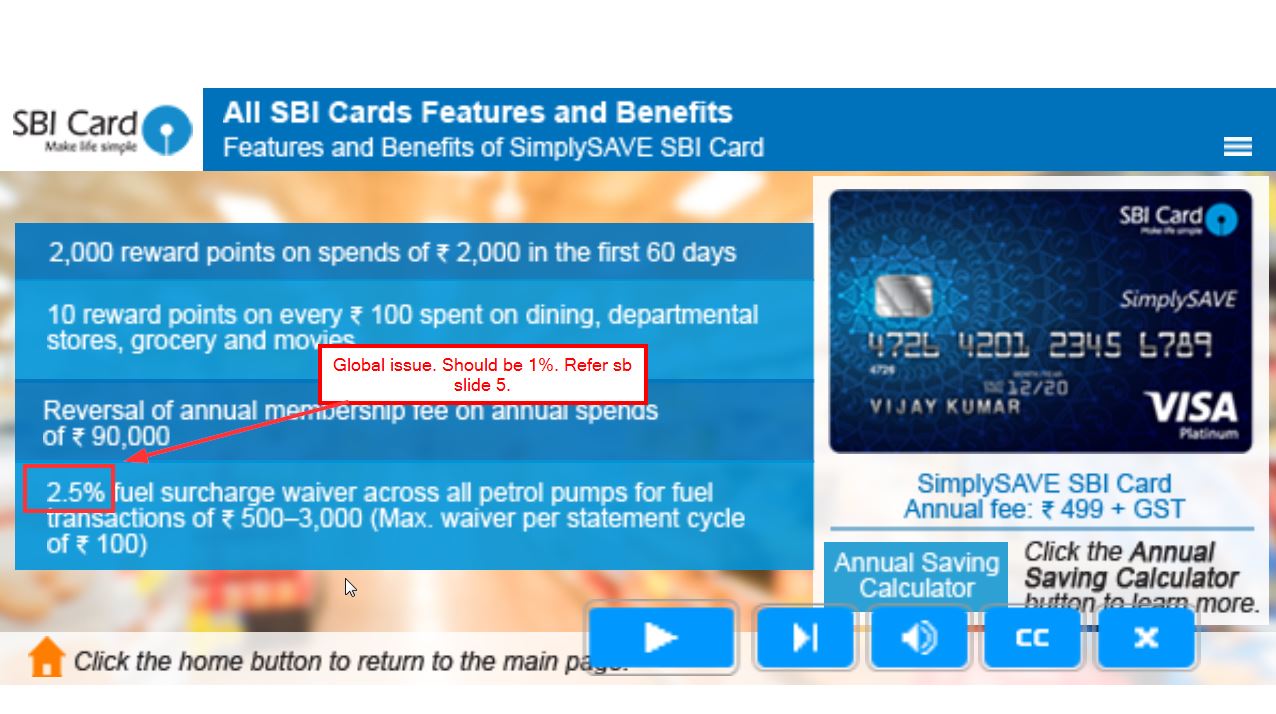 SBI Card
Make life simple
All SBI Cards Features and Benefits
Features and Benefits of SimplySAVE SBI Card
2,000 reward points on spends of ₹ 2,000 in the first 60 days
10 reward points on every ₹ 100 spent on dining, departmental
stores, grocery and movies
Global issue. Should be 1%. Refer sb
slide 5.
Reversal of annual membership fee on annual spends
of ₹ 90,000
2.5% fuel surcharge waiver across all petrol pumps for fuel
transactions of ₹ 500–3,000 (Max. waiver per statement cycle
of ₹ 100)
SBI Card
Make life simple
SimplySAVE
4726 4201 2345 6789
4726
12/20
VIJAY KUMAR
VISA
Platinum
SimplySAVE SBI Card
Annual fee: ₹ 499 + GST
Annual Saving
Calculator
Click the Annual
Saving Calculator
button to learn more.
CC
Click the home button to return to the main page.